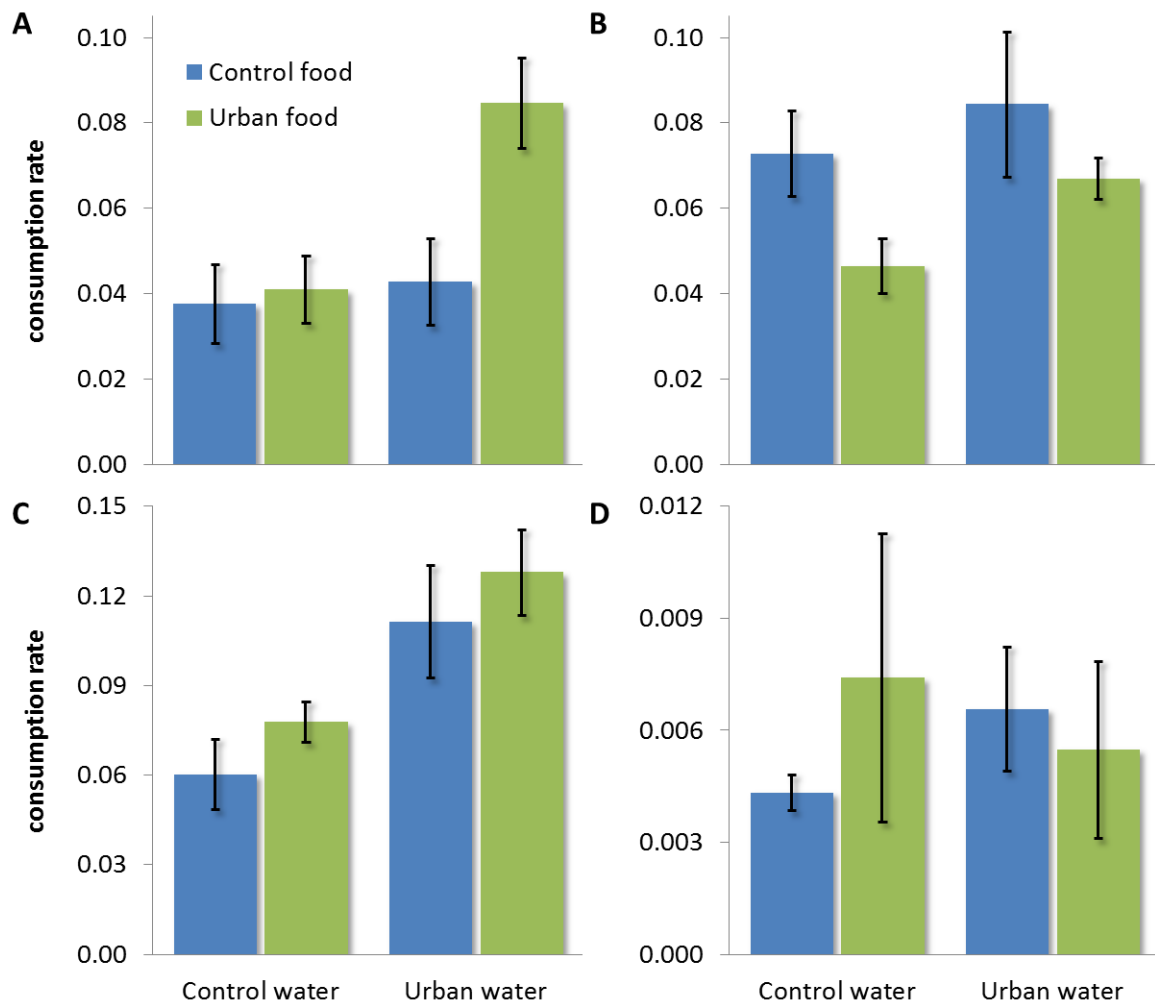 A
consumption rate
0.10
0.08
0.06
0.04
0.02
0.00
Control food
Urban food
B
0.10
0.08
0.06
0.04
0.02
0.00
C
consumption rate
0.15
0.12
0.09
0.06
0.03
0.00
Control water
Urban water
D
0.012
0.009
0.006
0.003
0.000
Control water
Urban water